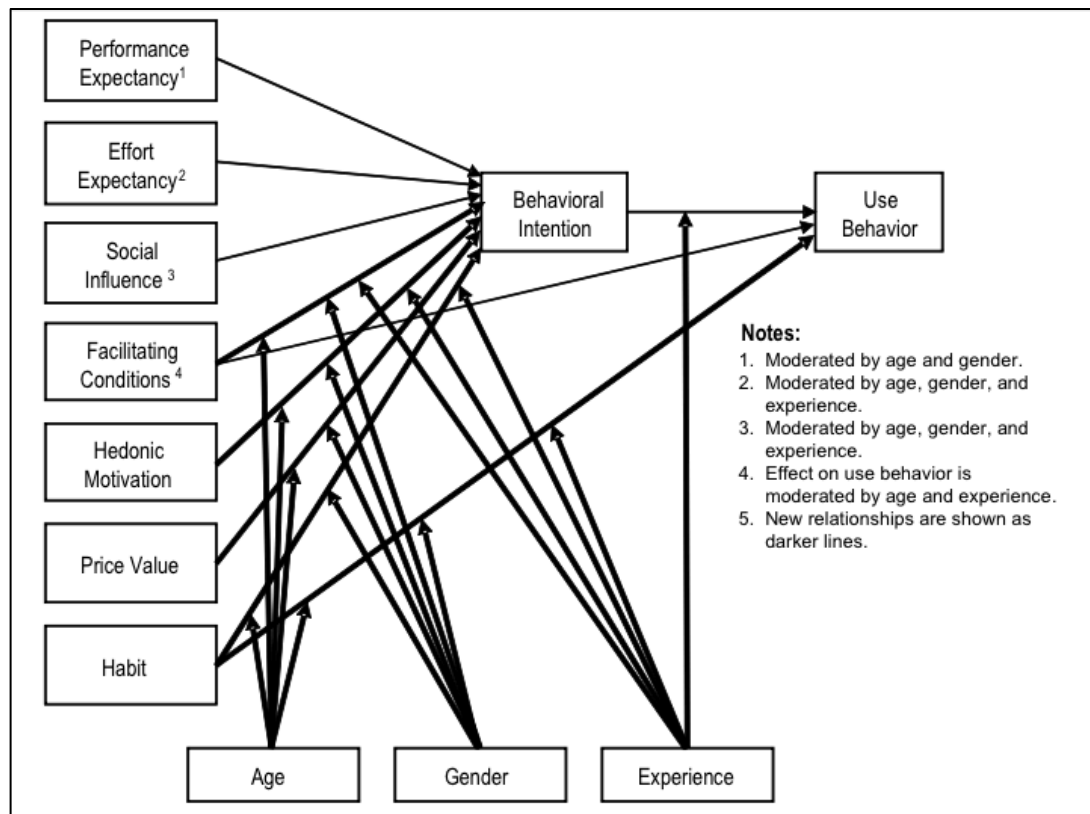 Performance
Expectancy1
Effort
Expectancy2
Social
Influence 3
Facilitating
Conditions 4
Hedonic
Motivation
Price Value
Habit
Behavioral
Intention
Use
Behavior
Notes:
1. Moderated by age and gender.
2. Moderated by age, gender, and
experience.
3. Moderated by age, gender, and
experience.
4. Effect on use behavior is
moderated by age and experience.
5. New relationships are shown as
darker lines.
Age
Gender
Experience